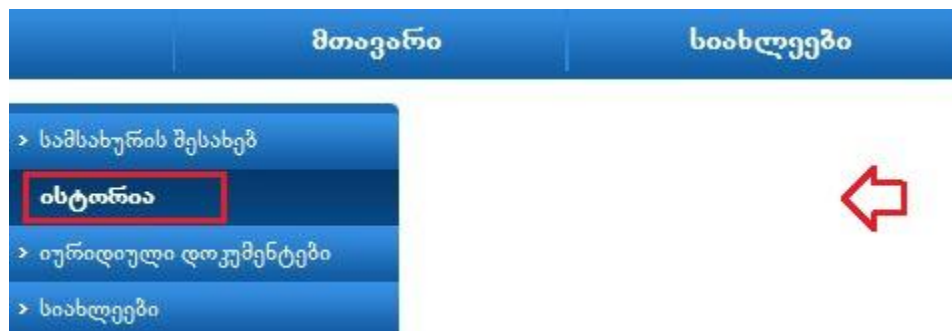 მთავარი სიახლეები
> სამსახურის შესახებ
ისტორია
> იურიდიული დოკუმენტები
> სიახლეები